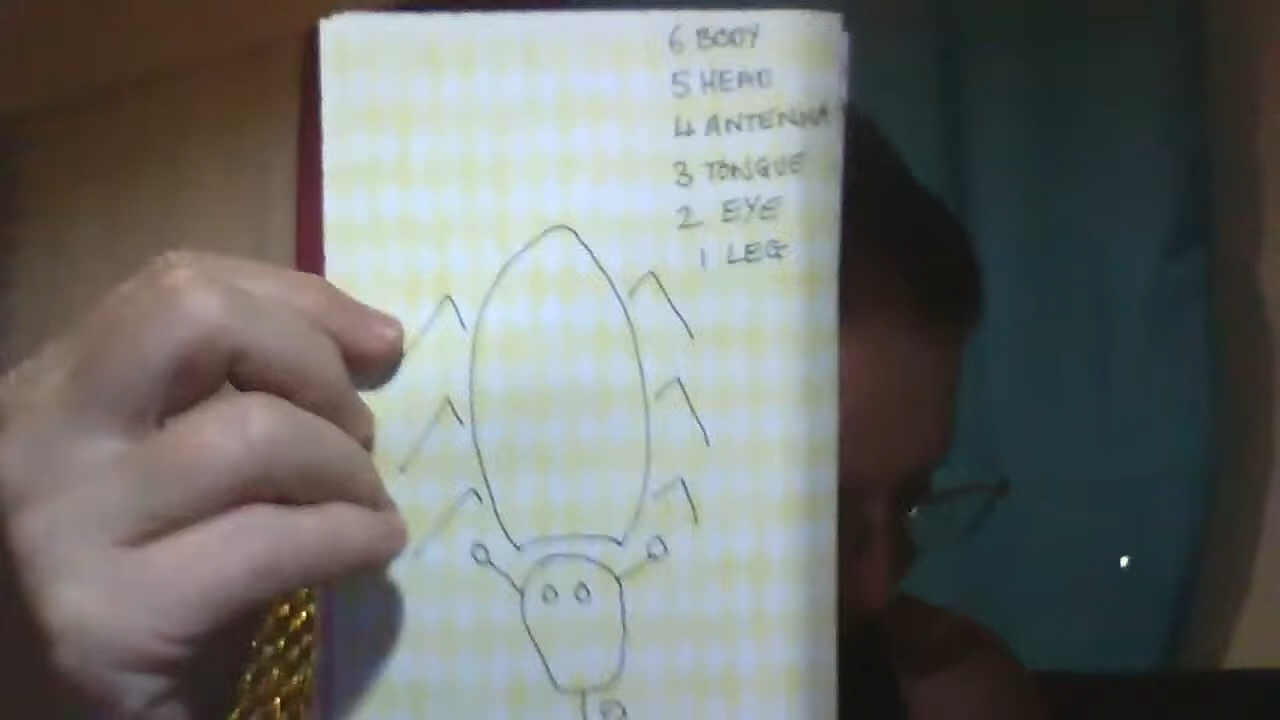 6 BODY
5 HEAD
4 ANTENNA
3 TONGUE
2 EYE
1 LEG